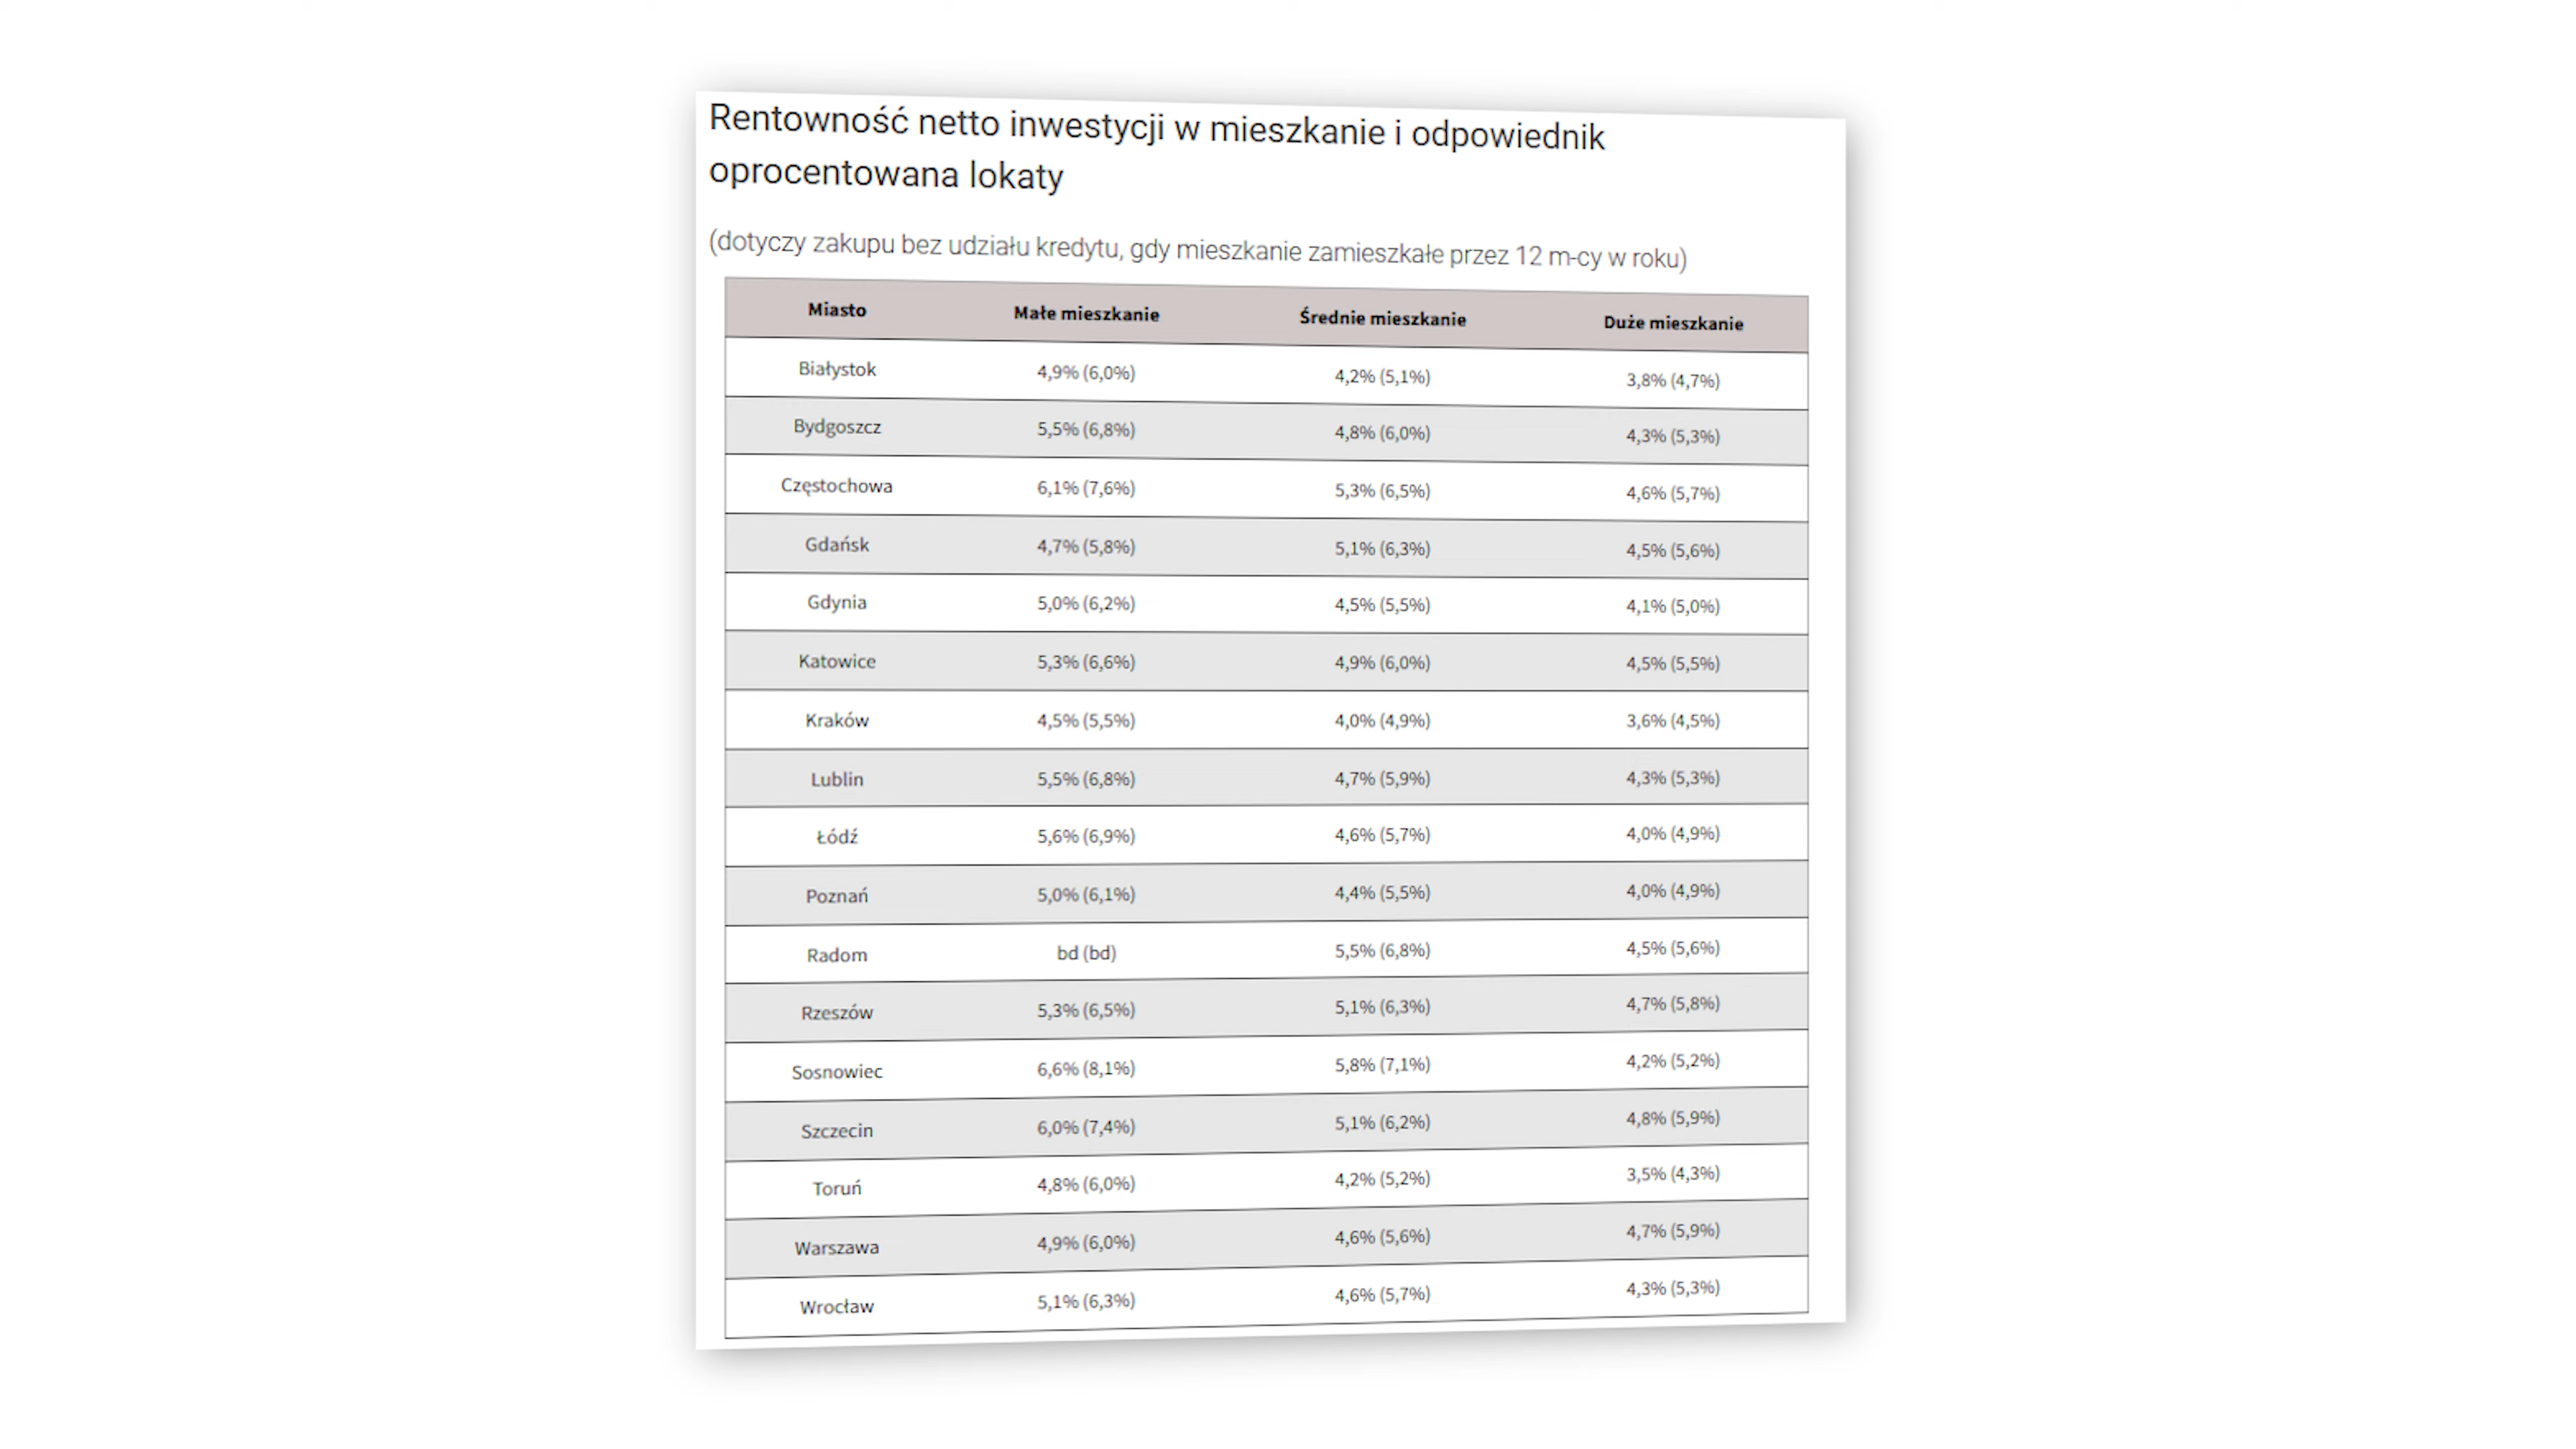 Rentowność netto inwestycji w mieszkanie i odpowiednik
oprocentowana lokaty
(dotyczy zakupu bez udziału kredytu, gdy mieszkanie zamieszkałe przez 12 m-cy w roku)
Miasto Małe mieszkanie Średnie mieszkanie Duże mieszkanie
Białystok 4,9% (6,0%) 4,2% (5,1%) 3,8% (4,7%)
Bydgoszcz 5,5% (6,8%) 4,8% (6,0%) 4,3% (5,3%)
Częstochowa 6,1% (7,6%) 5,3% (6,5%) 4,6% (5,7%)
Gdańsk 4,7% (5,8%) 5,1% (6,3%) 4,5% (5,6%)
Gdynia 5,0% (6,2%) 4,5% (5,5%) 4,1% (5,0%)
Katowice 5,3% (6,6%) 4,9% (6,0%) 4,5% (5,5%)
Kraków 4,5% (5,5%) 4,0% (4,9%) 3,6% (4,5%)
Lublin 5,5% (6,8%) 4,7% (5,9%) 4,3% (5,3%)
Łódź 5,6% (6,9%) 4,6% (5,7%) 4,0% (4,9%)
Poznań 5,0% (6,1%) 4,4% (5,5%) 4,0% (4,9%)
Radom bd (bd) 5,5% (6,8%) 4,5% (5,6%)
Rzeszów 5,3% (6,5%) 5,1% (6,3%) 4,7% (5,8%)
Sosnowiec 6,6% (8,1%) 5,8% (7,1%) 4,2% (5,2%)
Szczecin 6,0% (7,4%) 5,1% (6,2%) 4,8% (5,9%)
Toruń 4,8% (6,0%) 4,2% (5,2%) 3,5% (4,3%)
Warszawa 4,9% (6,0%) 4,6% (5,6%) 4,7% (5,9%)
Wrocław 5,1% (6,3%) 4,6% (5,7%) 4,3% (5,3%)